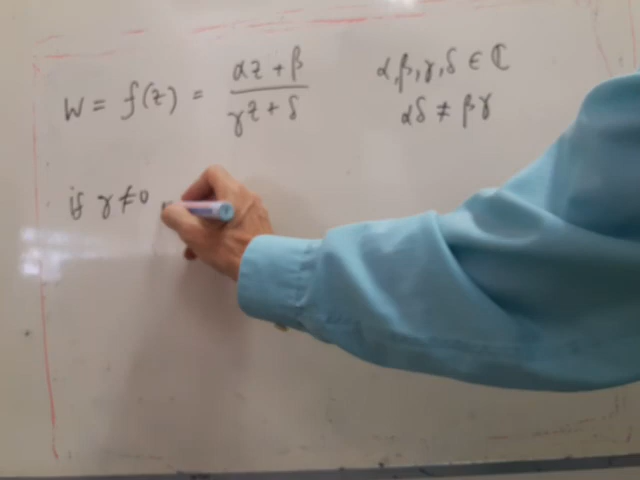 W = f(z) = (αz + β)/(γz + δ)
α, β, γ, δ ∈ ℂ
αδ ≠ βγ
if γ ≠ 0